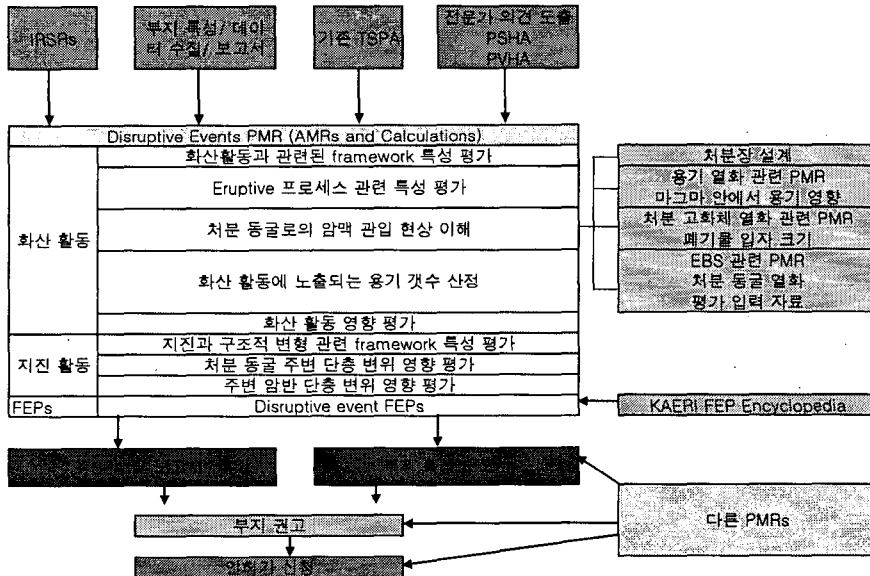 IRSRs
부지 특성/ 데이
터 수집/ 보고서
기존 TSPA
전문가 의견 도출
PSHA
PVHA
Disruptive Events PMR (AMRs and Calculations)
화산 활동
화산활동과 관련된 framework 특성 평가
Eruptive 프로세스 관련 특성 평가
처분 동굴로의 암맥 관입 현상 이해
화산 활동에 노출되는 용기 갯수 산정
화산 활동 영향 평가
지진 활동
지진과 구조적 변형 관련 framework 특성 평가
처분 동굴 주변 단층 변위 영향 평가
주변 암반 단층 변위 영향 평가
FEPs
Disruptive event FEPs
처분장 설계
용기 열화 관련 PMR
마그마 안에서 용기 영향
처분 고화체 열화 관련 PMR
폐기물 입자 크기
EBS 관련 PMR
처분 동굴 열화
평가 입력 자료
KAERI FEP Encyclopedia
부지 권고
인허가 신청
다른 PMRs